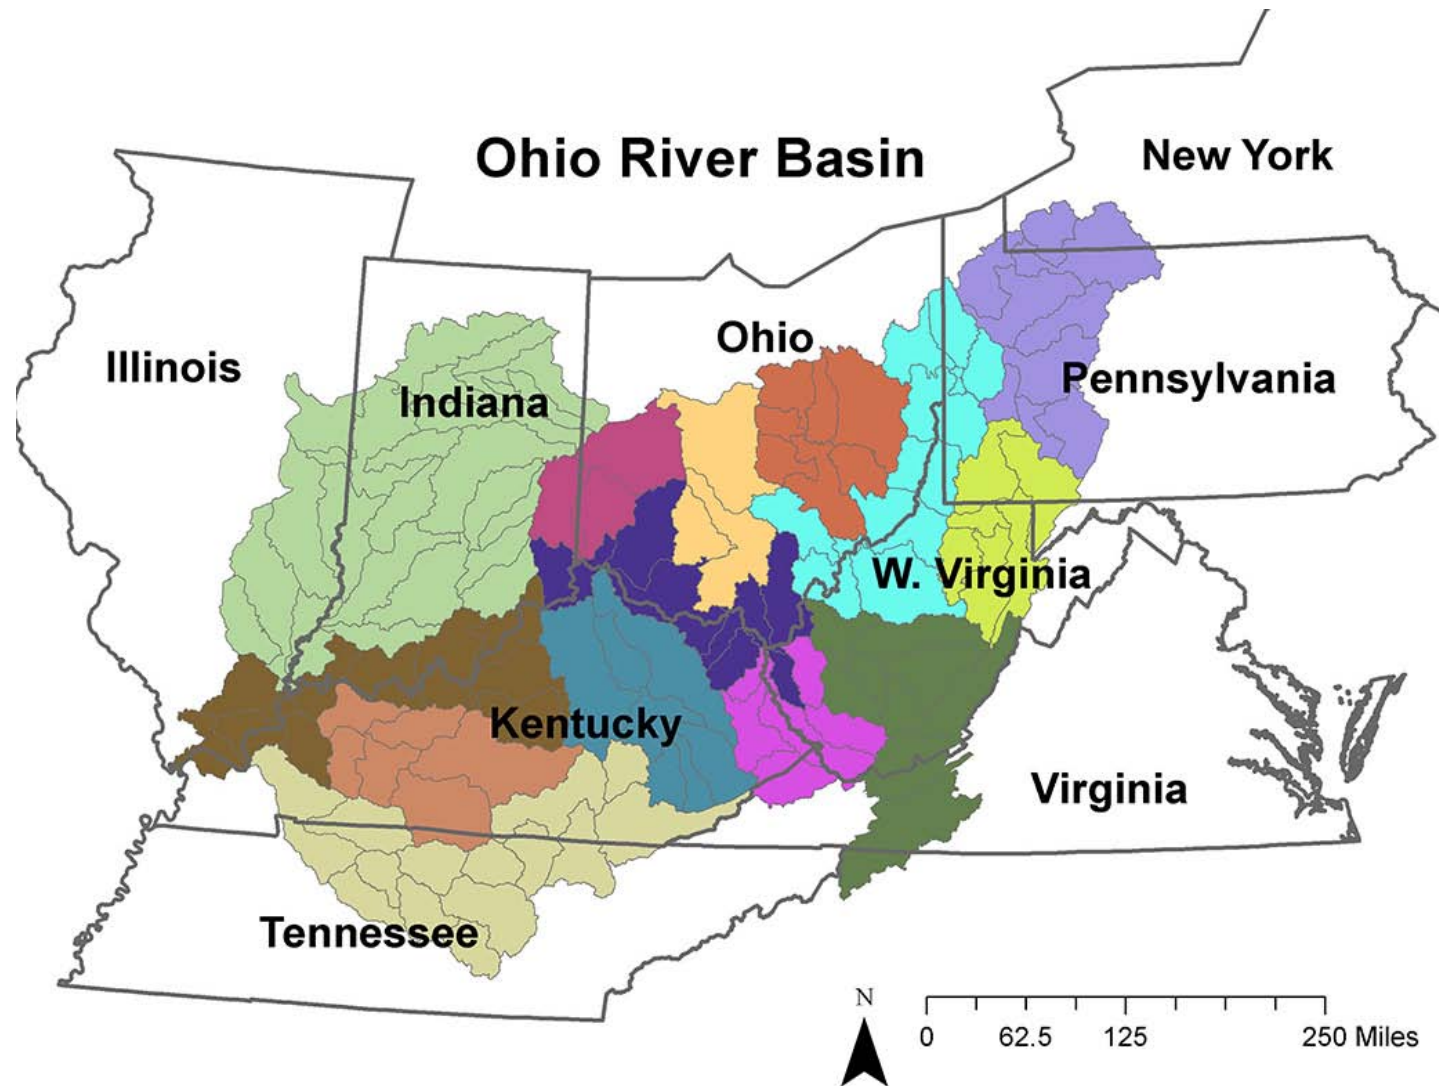 Ohio River Basin
New York
Ohio
Illinois
Indiana
Pennsylvania
W. Virginia
Kentucky
Virginia
Tennessee
N
0 62.5 125 250 Miles